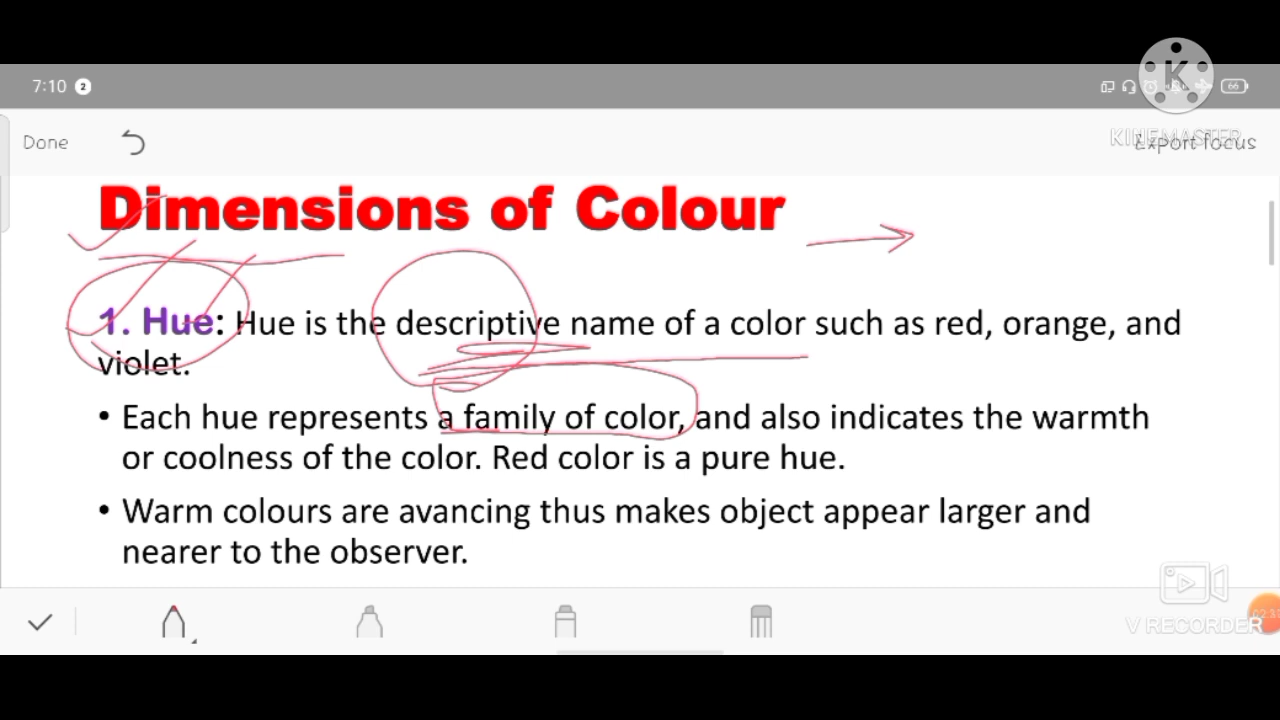 7:10 2
66
K
KINEMASTER
Done
Export focus
Dimensions of Colour
1. Hue: Hue is the descriptive name of a color such as red, orange, and
violet.
• Each hue represents a family of color, and also indicates the warmth
or coolness of the color. Red color is a pure hue.
• Warm colours are avancing thus makes object appear larger and
nearer to the observer.
V RECORDER